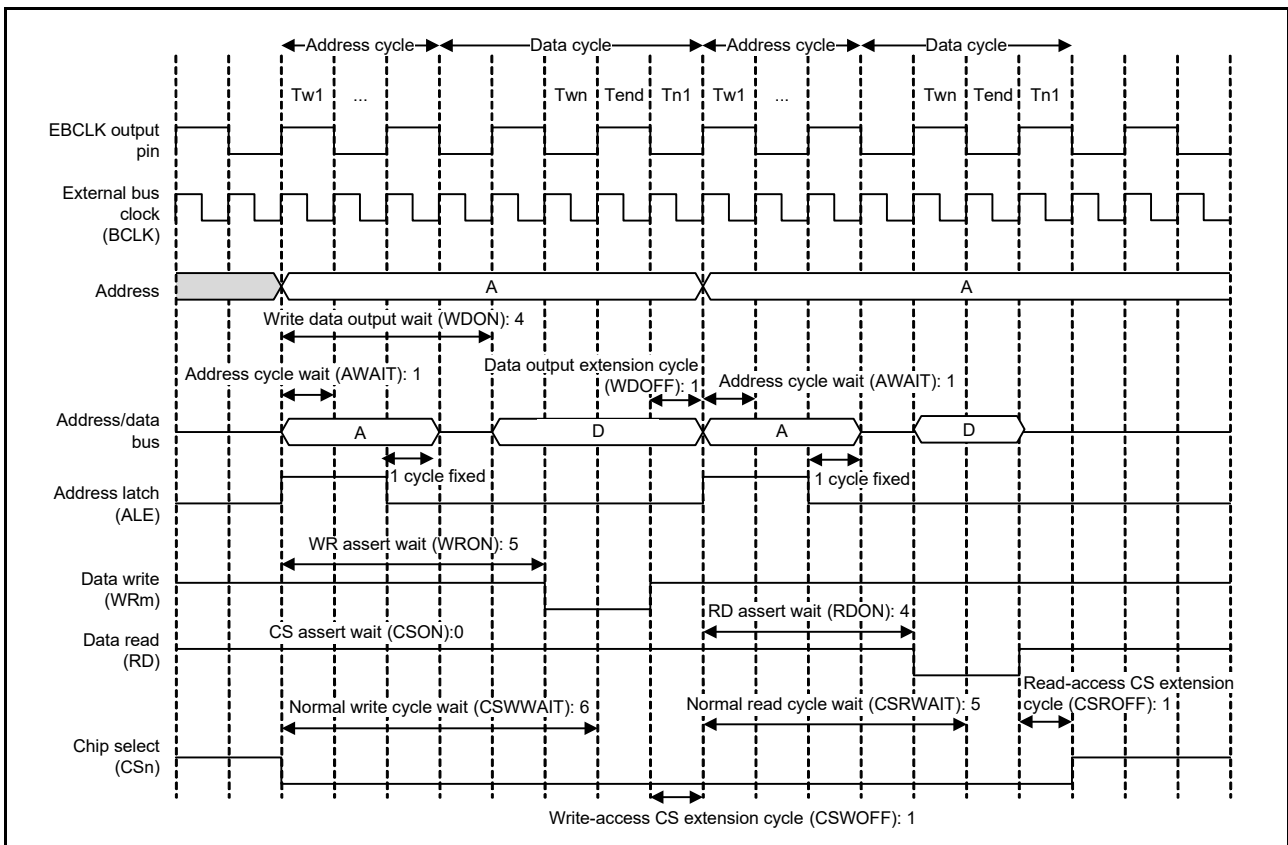 Address cycle Data cycle Address cycle Data cycle
Tw1 ... Twn Tend Tn1 Tw1 ... Twn Tend Tn1
EBCLK output
pin
External bus
clock
(BCLK)
Address
A A
Write data output wait (WDON): 4
Data output extension cycle
(WDOFF): 1
Address cycle wait (AWAIT): 1
Address cycle wait (AWAIT): 1
Address/data
bus
A D A D
1 cycle fixed
1 cycle fixed
Address latch
(ALE)
WR assert wait (WRON): 5
Data write
(WRm)
RD assert wait (RDON): 4
CS assert wait (CSON):0
Data read
(RD)
Read-access CS extension
cycle (CSROFF): 1
Normal write cycle wait (CSWWAIT): 6
Normal read cycle wait (CSRWAIT): 5
Chip select
(CSn)
Write-access CS extension cycle (CSWOFF): 1